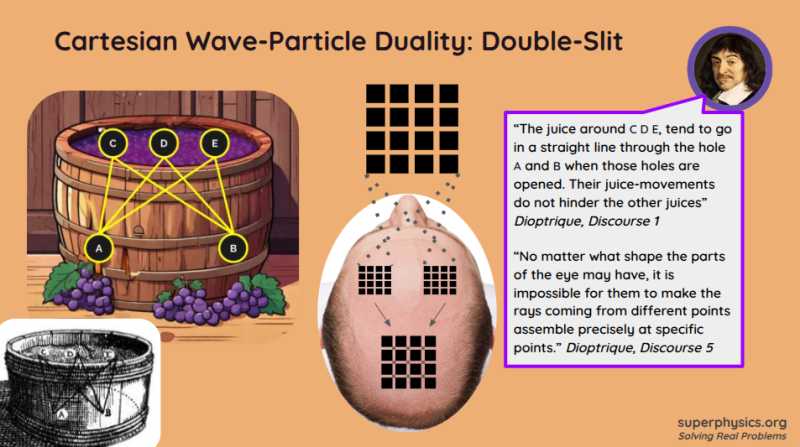 Cartesian Wave-Particle Duality: Double-Slit
C D E
A B
“The juice around C D E, tend to go
in a straight line through the hole
A and B when those holes are
opened. Their juice-movements
do not hinder the other juices”
Dioptrique, Discourse 1
“No matter what shape the parts
of the eye may have, it is
impossible for them to make the
rays coming from different points
assemble precisely at specific
points.” Dioptrique, Discourse 5
C D E
A B
superphysics.org
Solving Real Problems